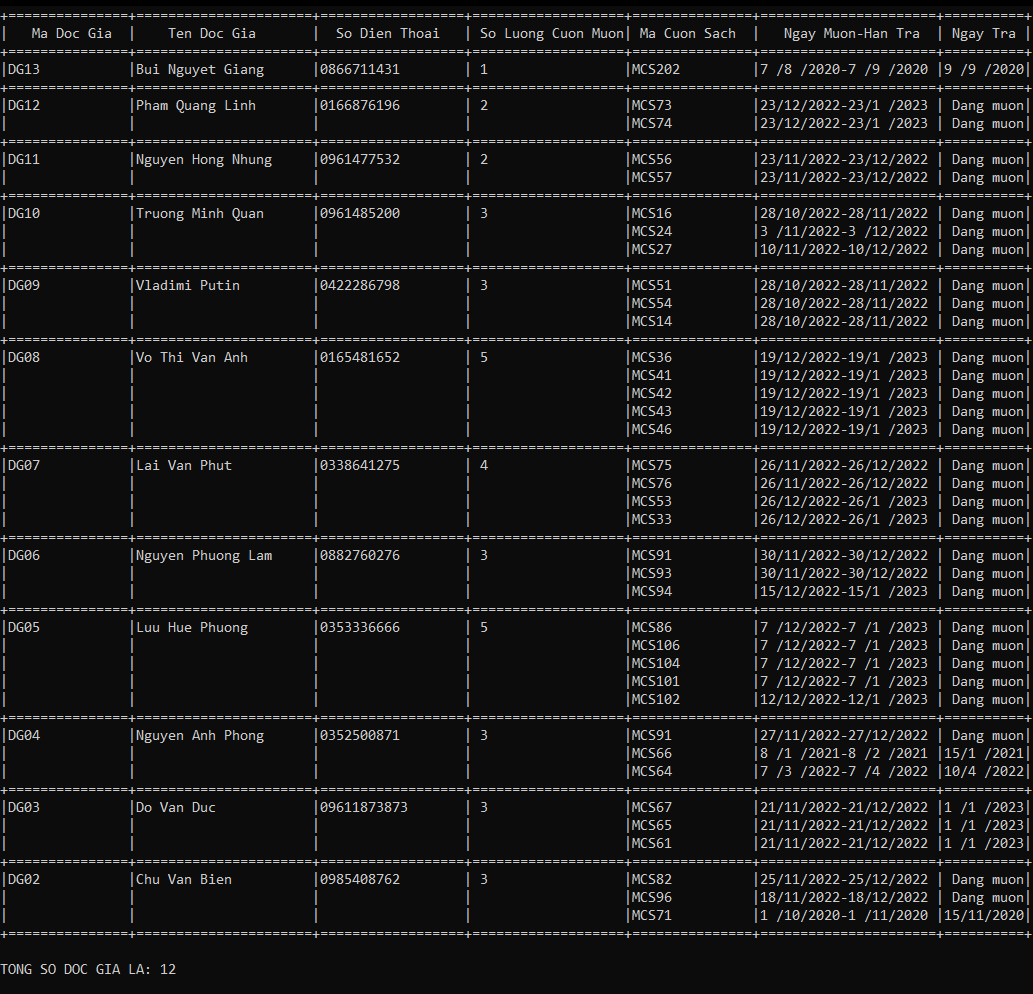 +===============+======================+==================+===================+===============+======================+==========+
|   Ma Doc Gia  |    Ten Doc Gia       |  So Dien Thoai   | So Luong Cuon Muon| Ma Cuon Sach  |   Ngay Muon-Han Tra  | Ngay Tra |
+===============+======================+==================+===================+===============+======================+==========+
|DG13           |Bui Nguyet Giang      |0866711431        | 1                 |MCS202         |7 /8 /2020-7 /9 /2020 |9 /9 /2020|
+===============+======================+==================+===================+===============+======================+==========+
|DG12           |Pham Quang Linh       |0166876196        | 2                 |MCS73          |23/12/2022-23/1 /2023 | Dang muon|
|               |                      |                  |                   |MCS74          |23/12/2022-23/1 /2023 | Dang muon|
+===============+======================+==================+===================+===============+======================+==========+
|DG11           |Nguyen Hong Nhung     |0961477532        | 2                 |MCS56          |23/11/2022-23/12/2022 | Dang muon|
|               |                      |                  |                   |MCS57          |23/11/2022-23/12/2022 | Dang muon|
+===============+======================+==================+===================+===============+======================+==========+
|DG10           |Truong Minh Quan      |0961485200        | 3                 |MCS16          |28/10/2022-28/11/2022 | Dang muon|
|               |                      |                  |                   |MCS24          |3 /11/2022-3 /12/2022 | Dang muon|
|               |                      |                  |                   |MCS27          |10/11/2022-10/12/2022 | Dang muon|
+===============+======================+==================+===================+===============+======================+==========+
|DG09           |Vladimi Putin         |0422286798        | 3                 |MCS51          |28/10/2022-28/11/2022 | Dang muon|
|               |                      |                  |                   |MCS54          |28/10/2022-28/11/2022 | Dang muon|
|               |                      |                  |                   |MCS14          |28/10/2022-28/11/2022 | Dang muon|
+===============+======================+==================+===================+===============+======================+==========+
|DG08           |Vo Thi Van Anh        |0165481652        | 5                 |MCS36          |19/12/2022-19/1 /2023 | Dang muon|
|               |                      |                  |                   |MCS41          |19/12/2022-19/1 /2023 | Dang muon|
|               |                      |                  |                   |MCS42          |19/12/2022-19/1 /2023 | Dang muon|
|               |                      |                  |                   |MCS43          |19/12/2022-19/1 /2023 | Dang muon|
|               |                      |                  |                   |MCS46          |19/12/2022-19/1 /2023 | Dang muon|
+===============+======================+==================+===================+===============+======================+==========+
|DG07           |Lai Van Phut          |0338641275        | 4                 |MCS75          |26/11/2022-26/12/2022 | Dang muon|
|               |                      |                  |                   |MCS76          |26/11/2022-26/12/2022 | Dang muon|
|               |                      |                  |                   |MCS53          |26/12/2022-26/1 /2023 | Dang muon|
|               |                      |                  |                   |MCS33          |26/12/2022-26/1 /2023 | Dang muon|
+===============+======================+==================+===================+===============+======================+==========+
|DG06           |Nguyen Phuong Lam     |0882760276        | 3                 |MCS91          |30/11/2022-30/12/2022 | Dang muon|
|               |                      |                  |                   |MCS93          |30/11/2022-30/12/2022 | Dang muon|
|               |                      |                  |                   |MCS94          |15/12/2022-15/1 /2023 | Dang muon|
+===============+======================+==================+===================+===============+======================+==========+
|DG05           |Luu Hue Phuong        |0353336666        | 5                 |MCS86          |7 /12/2022-7 /1 /2023 | Dang muon|
|               |                      |                  |                   |MCS106         |7 /12/2022-7 /1 /2023 | Dang muon|
|               |                      |                  |                   |MCS104         |7 /12/2022-7 /1 /2023 | Dang muon|
|               |                      |                  |                   |MCS101         |7 /12/2022-7 /1 /2023 | Dang muon|
|               |                      |                  |                   |MCS102         |12/12/2022-12/1 /2023 | Dang muon|
+===============+======================+==================+===================+===============+======================+==========+
|DG04           |Nguyen Anh Phong      |0352500871        | 3                 |MCS91          |27/11/2022-27/12/2022 | Dang muon|
|               |                      |                  |                   |MCS66          |8 /1 /2021-8 /2 /2021 |15/1 /2021|
|               |                      |                  |                   |MCS64          |7 /3 /2022-7 /4 /2022 |10/4 /2022|
+===============+======================+==================+===================+===============+======================+==========+
|DG03           |Do Van Duc            |09611873873       | 3                 |MCS67          |21/11/2022-21/12/2022 |1 /1 /2023|
|               |                      |                  |                   |MCS65          |21/11/2022-21/12/2022 |1 /1 /2023|
|               |                      |                  |                   |MCS61          |21/11/2022-21/12/2022 |1 /1 /2023|
+===============+======================+==================+===================+===============+======================+==========+
|DG02           |Chu Van Bien          |0985408762        | 3                 |MCS82          |25/11/2022-25/12/2022 | Dang muon|
|               |                      |                  |                   |MCS96          |18/11/2022-18/12/2022 | Dang muon|
|               |                      |                  |                   |MCS71          |1 /10/2020-1 /11/2020 |15/11/2020|
+===============+======================+==================+===================+===============+======================+==========+
TONG SO DOC GIA LA: 12